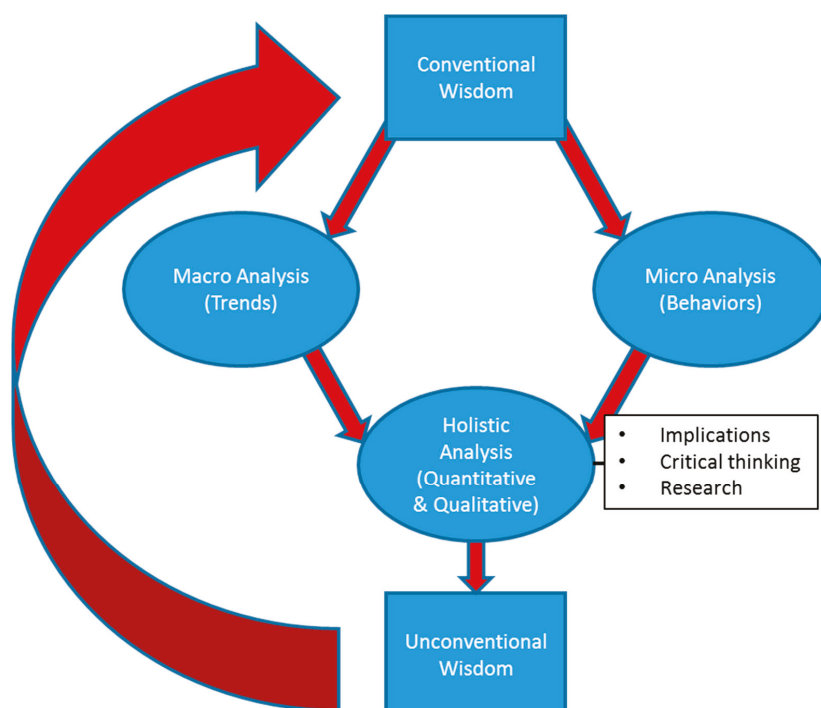 Conventional
Wisdom
Macro Analysis
(Trends)
Micro Analysis
(Behaviors)
Holistic
Analysis
(Quantitative
& Qualitative)
• Implications
• Critical thinking
• Research
Unconventional
Wisdom